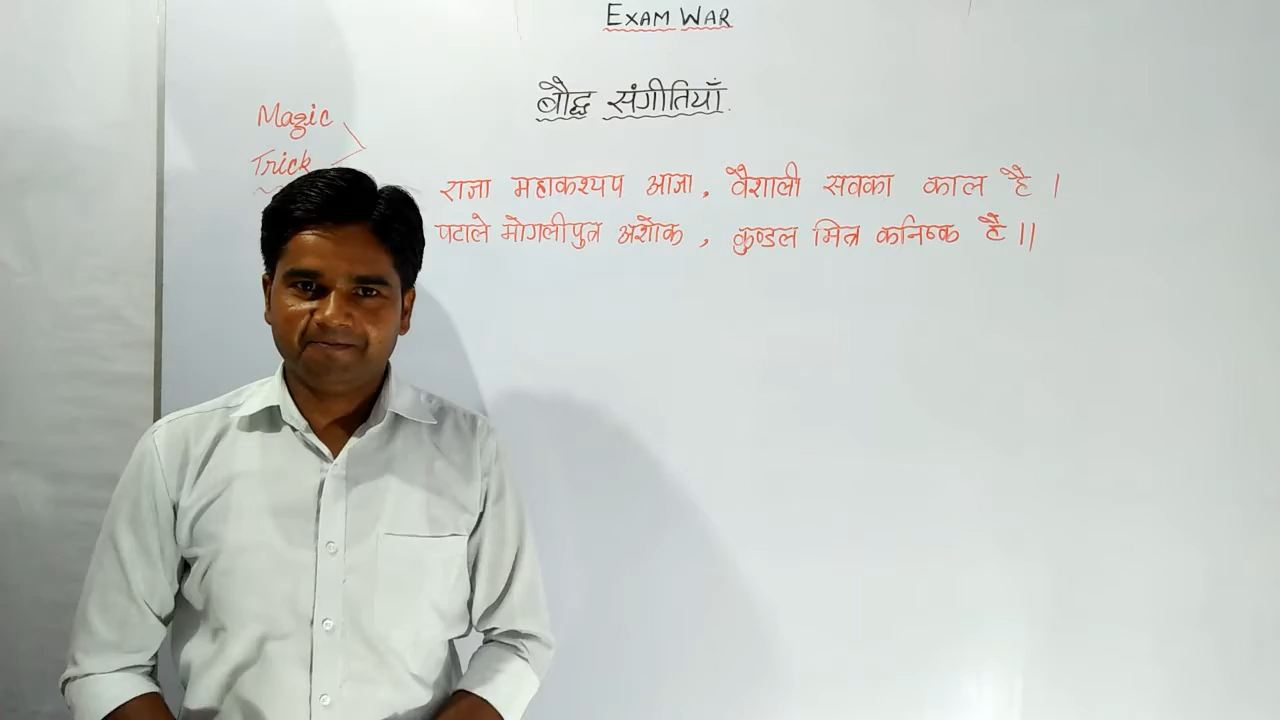 EXAM WAR
बौद्ध संगीतियाँ.
Magic
Trick
राजा महाकश्यप आजा, वैशाली सबका काल है ।
पटाले मोगलीपुत्र अशोक, कुण्डल मित्र कनिष्क है ॥